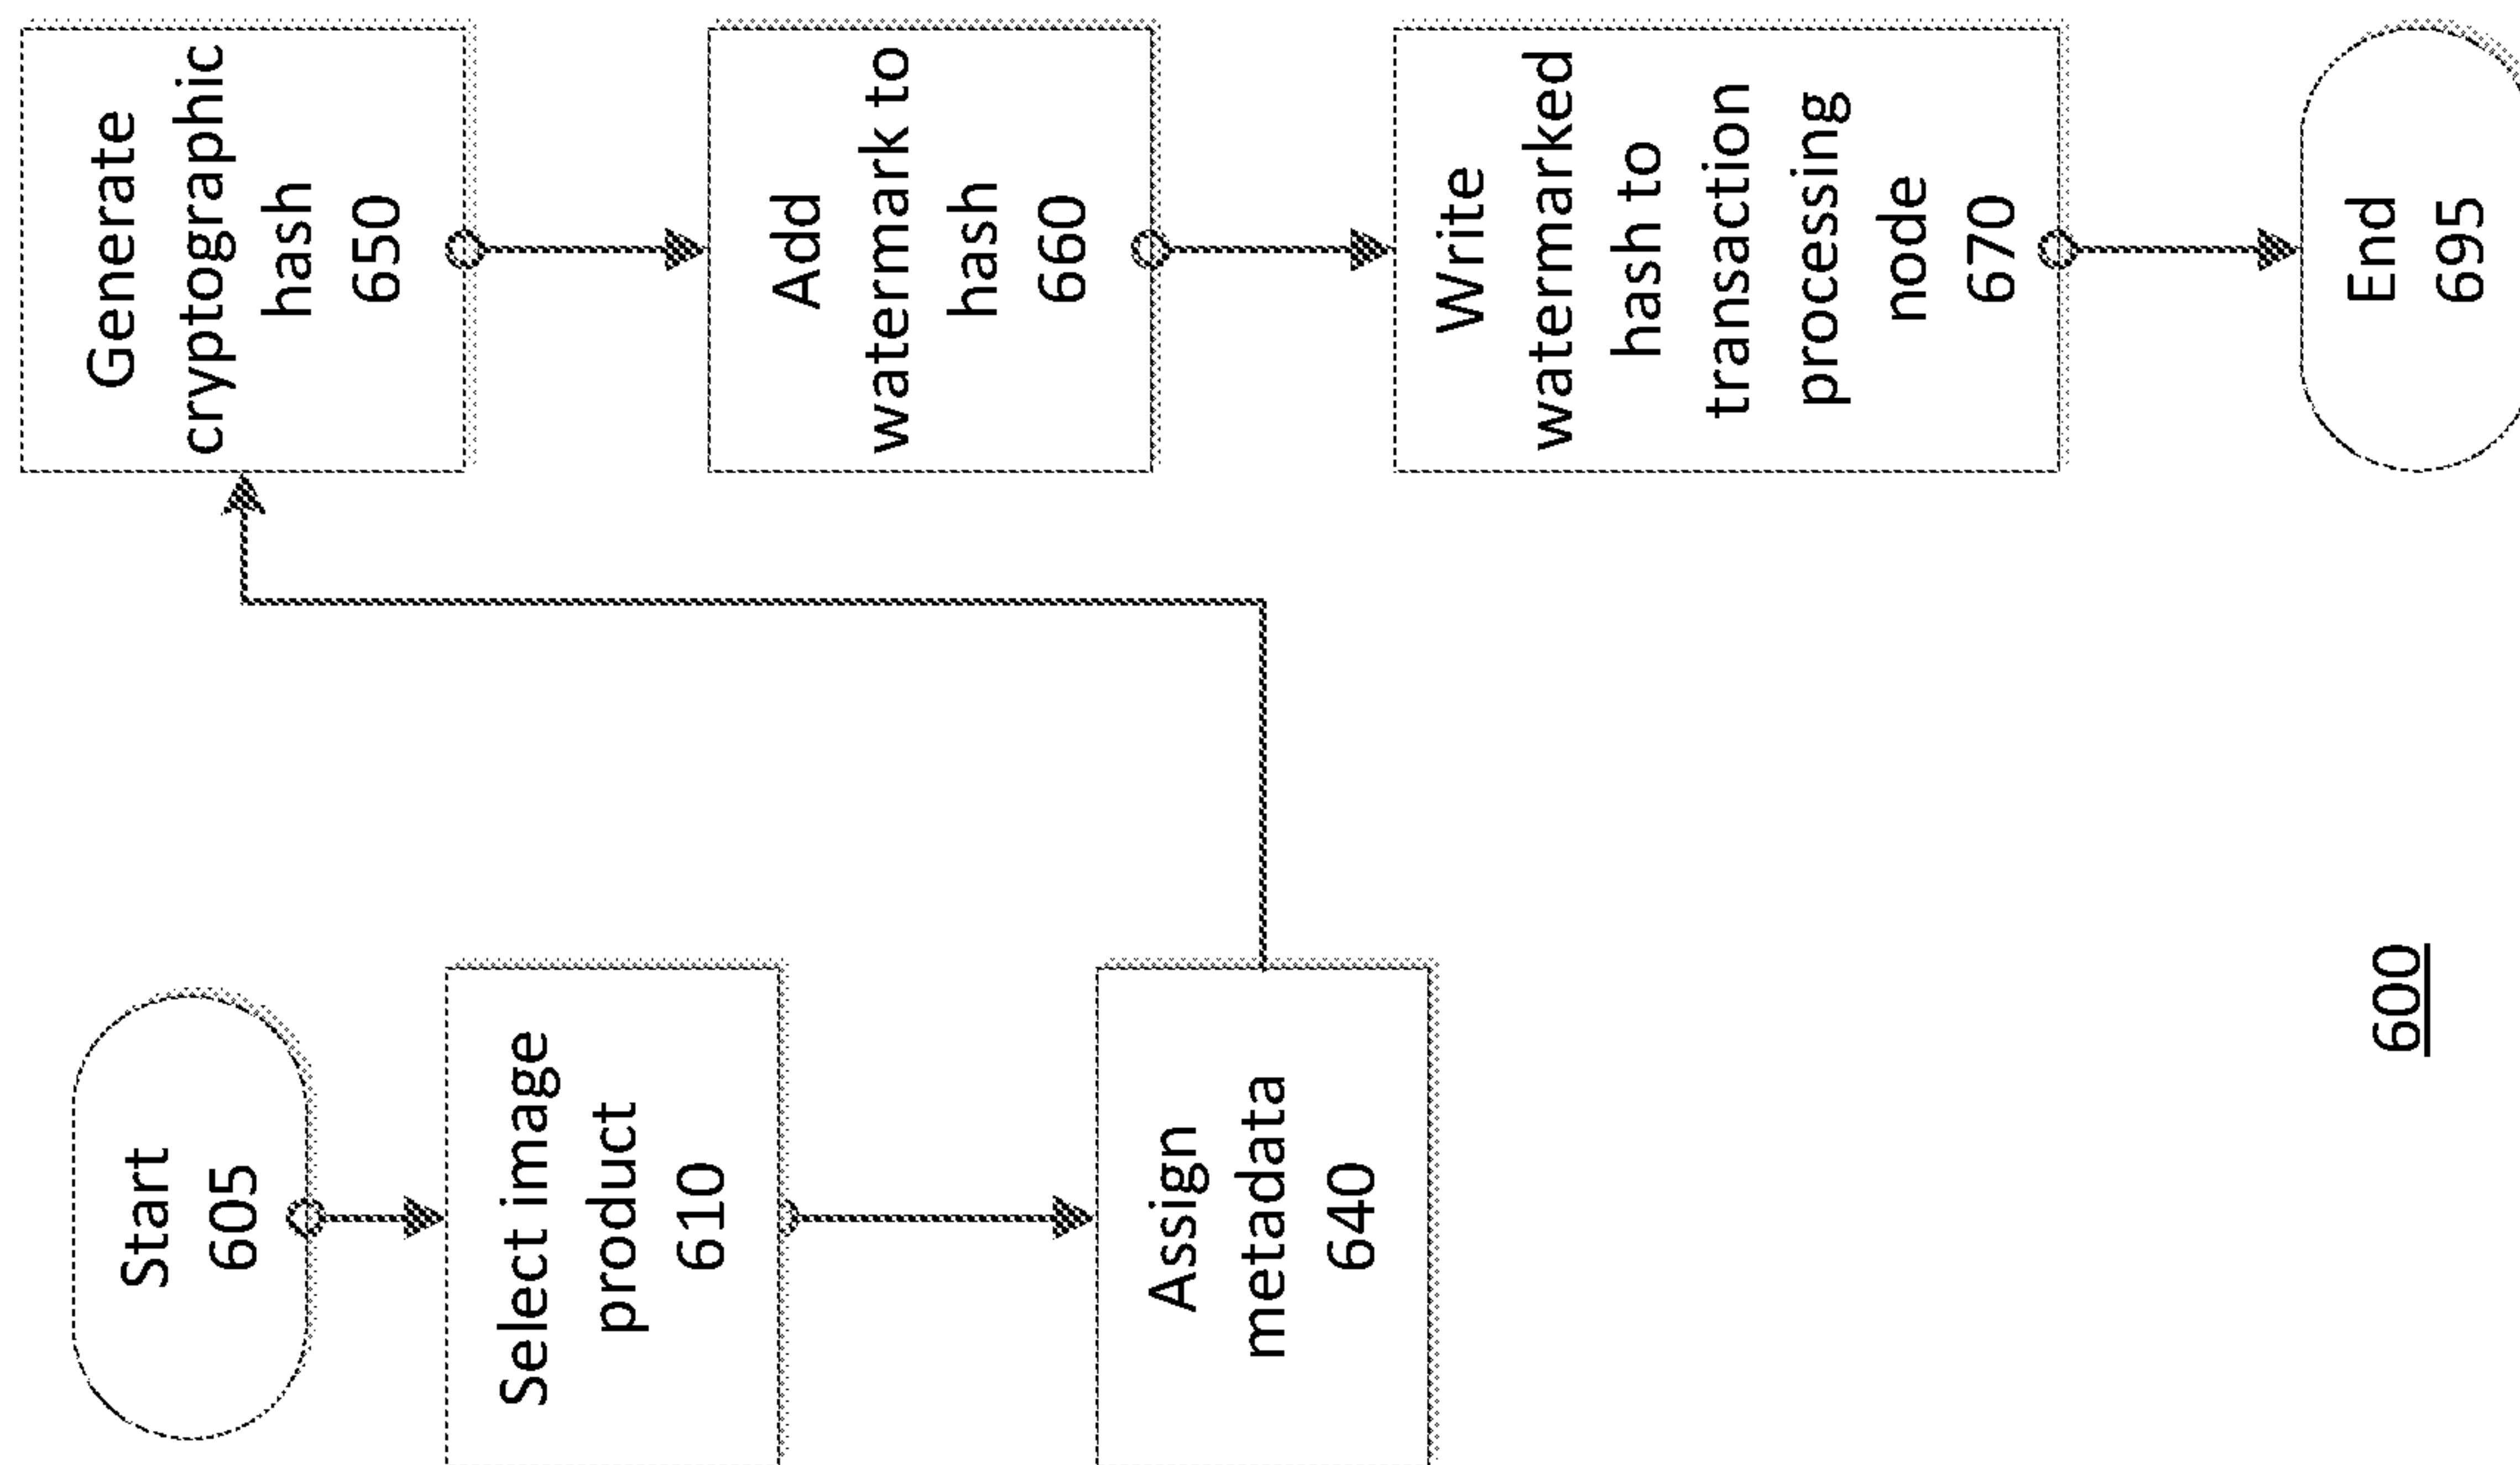 Start
605
Select image
product
610
Assign
metadata
640
Generate
cryptographic
hash
650
Add
watermark to
hash
660
Write
watermarked
hash to
transaction
processing
node
670
End
695
600